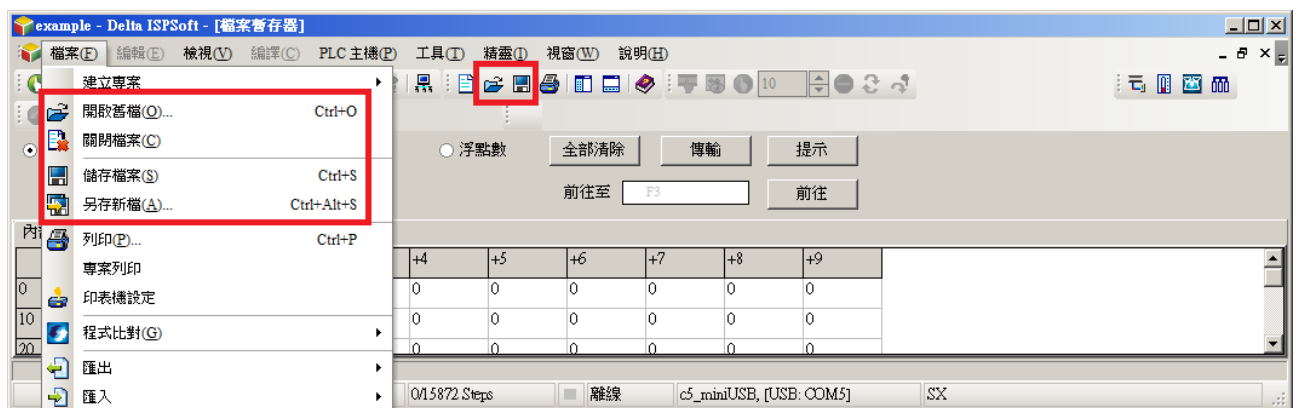 example - Delta ISPSoft - [檔案暫存器]
檔案(F) 編輯(E) 檢視(V) 編譯(C) PLC 主機(P) 工具(T) 精靈(I) 視窗(W) 說明(H)
建立專案
10
開啟舊檔(O)... Ctrl+O
關閉檔案(C)
浮點數 全部清除 傳輸 提示
儲存檔案(S) Ctrl+S
前往至 F3 前往
另存新檔(A)... Ctrl+Alt+S
列印(P)... Ctrl+P
+4 +5 +6 +7 +8 +9
專案列印
0 0 0 0 0 0 0
印表機設定
10 0 0 0 0 0 0
程式比對(G)
20 0 0 0 0 0 0
匯出
匯入
0/15872 Steps 離線 c5_miniUSB, [USB: COM5] SX